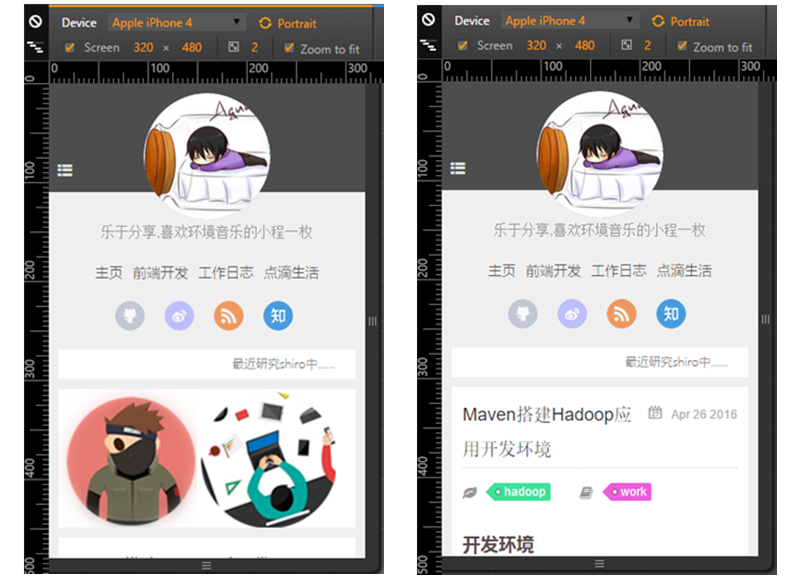 Device Apple iPhone 4 Portrait
Screen 320 × 480 2 Zoom to fit
0 100 200 300
0
100
200
300
400
500
乐于分享,喜欢环境音乐的小程一枚
主页 前端开发 工作日志 点滴生活
知
最近研究shiro中......
Device Apple iPhone 4 Portrait
Screen 320 × 480 2 Zoom to fit
0 100 200 300
0
100
200
300
400
500
乐于分享,喜欢环境音乐的小程一枚
主页 前端开发 工作日志 点滴生活
知
最近研究shiro中......
Maven搭建Hadoop应 Apr 26 2016
用开发环境
hadoop work
开发环境